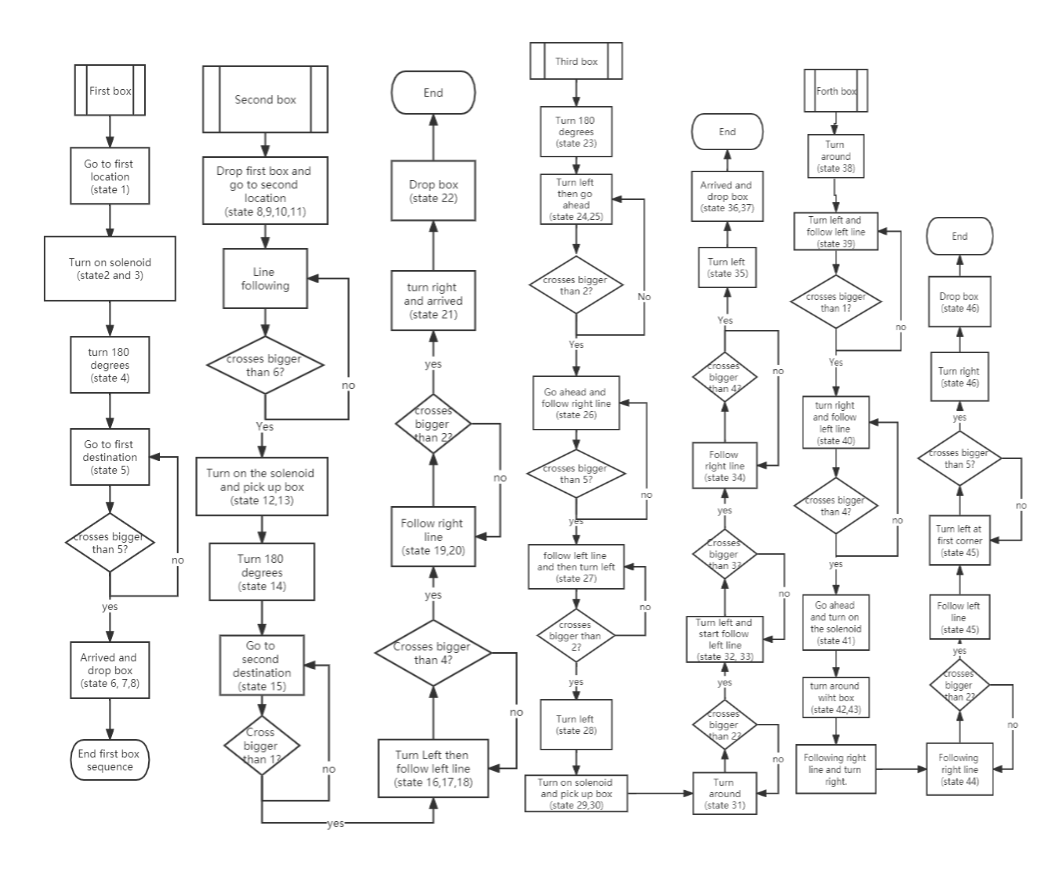 First box
Go to first
location
(state 1)
Turn on solenoid
(state2 and 3)
turn 180
degrees
(state 4)
Go to first
destination
(state 5)
crosses bigger
than 5?
no
yes
Arrived and
drop box
(state 6, 7,8)
End first box
sequence
Second box
Drop first box and
go to second
location
(state 8,9,10,11)
Line
following
crosses bigger
than 6?
no
Yes
Turn on the solenoid
and pick up box
(state 12,13)
Turn 180
degrees
(state 14)
Go to
second
destination
(state 15)
Cross
bigger
than 1?
no
yes
Turn Left then
follow left line
(state 16,17,18)
Crosses bigger
than 4?
no
yes
Follow right
line
(state 19,20)
crosses
bigger
than 2?
no
yes
turn right
and arrived
(state 21)
Drop box
(state 22)
End
Third box
Turn 180
degrees
(state 23)
Turn left
then go
ahead
(state 24,25)
crosses bigger
than 2?
No
Yes
Go ahead and
follow right line
(state 26)
crosses bigger
than 5?
no
yes
follow left line
and then turn left
(state 27)
crosses
bigger than
2?
no
yes
Turn left
(state 28)
Turn on solenoid
and pick up box
(state 29,30)
Turn
around
(state 31)
crosses
bigger
than 2?
no
yes
Turn left and
start follow
left line
(state 32, 33)
Crosses
bigger
than 3?
no
yes
Follow
right line
(state 34)
crosses
bigger
than 4?
no
Yes
Turn left
(state 35)
Arrived and
drop box
(state 36,37)
End
Forth box
Turn
around
(state 38)
Turn left and
follow left line
(state 39)
crosses bigger
than 1?
no
Yes
turn right
and follow
left line
(state 40)
crosses bigger
than 4?
no
yes
Go ahead
and turn on
the solenoid
(state 41)
turn around
wiht box
(state 42,43)
Following right
line and turn
right.
Following
right line
(state 44)
crosses
bigger
than 2?
no
yes
Follow left
line
(state 45)
Turn left at
first corner
(state 45)
crosses bigger
than 5?
no
yes
Turn right
(state 46)
Drop box
(state 46)
End